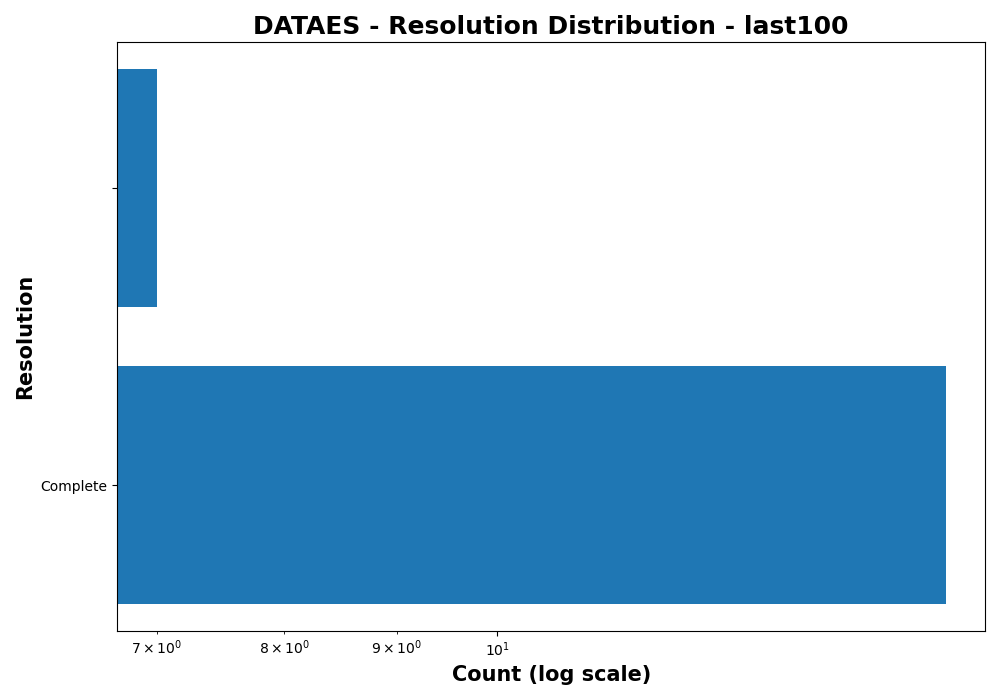 DATAES - Resolution Distribution - last100
Resolution
Complete
7 × 10⁰ 8 × 10⁰ 9 × 10⁰ 10¹
Count (log scale)